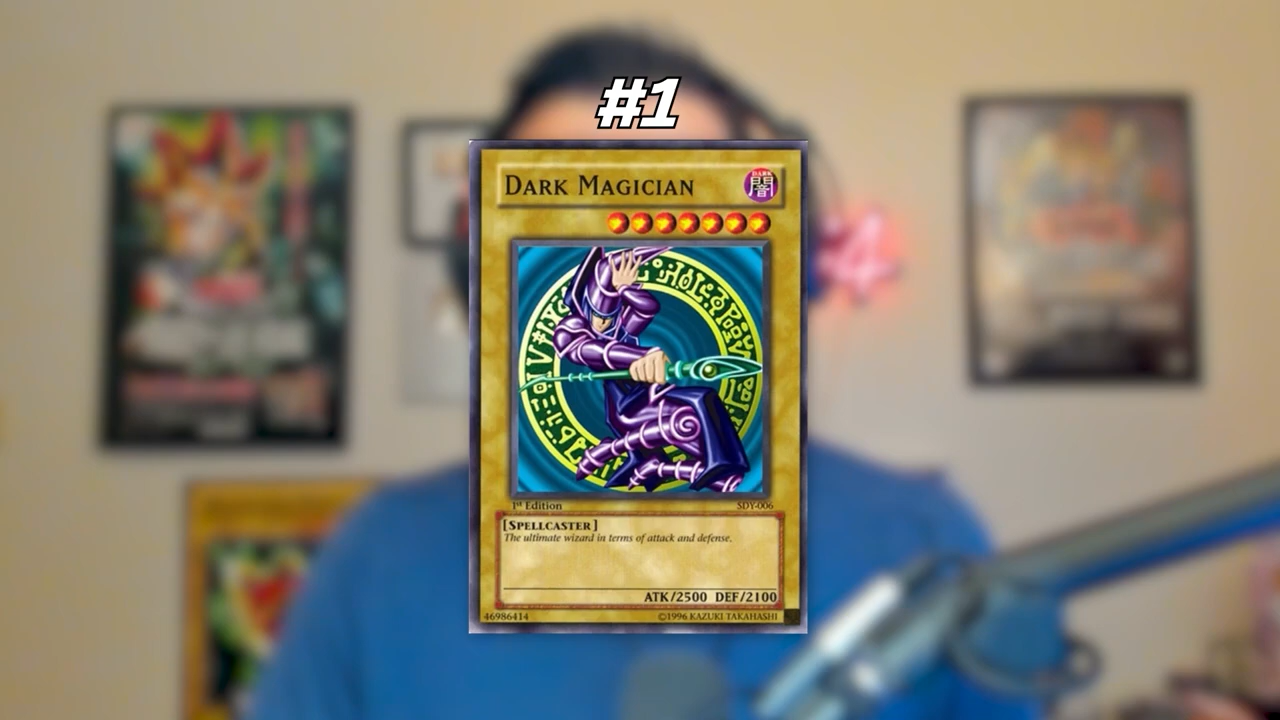 #1
DARK MAGICIAN
DARK
闇
1st Edition
SDY-006
[SPELLCASTER]
The ultimate wizard in terms of attack and defense.
ATK/2500 DEF/2100
46986414
©1996 KAZUKI TAKAHASHI